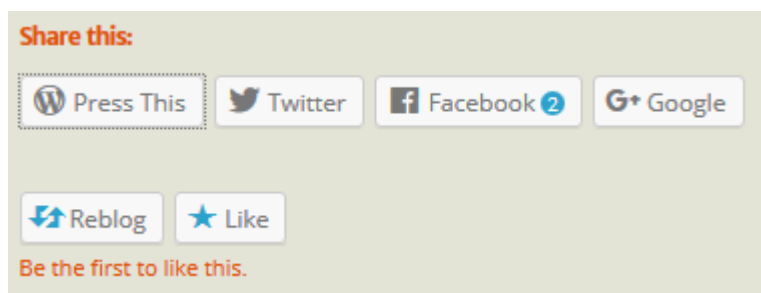 Share this:
Press This Twitter Facebook 2 G+ Google
Reblog Like
Be the first to like this.